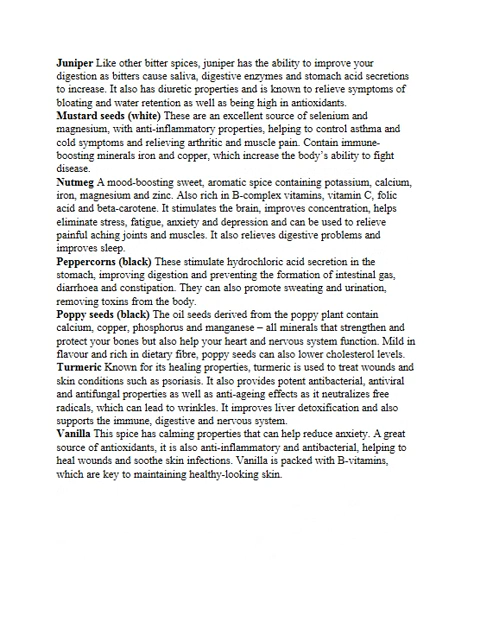 Juniper Like other bitter spices, juniper has the ability to improve your
digestion as bitters cause saliva, digestive enzymes and stomach acid secretions
to increase. It also has diuretic properties and is known to relieve symptoms of
bloating and water retention as well as being high in antioxidants.
Mustard seeds (white) These are an excellent source of selenium and
magnesium, with anti-inflammatory properties, helping to control asthma and
cold symptoms and relieving arthritic and muscle pain. Contain immune-
boosting minerals iron and copper, which increase the body’s ability to fight
disease.
Nutmeg A mood-boosting sweet, aromatic spice containing potassium, calcium,
iron, magnesium and zinc. Also rich in B-complex vitamins, vitamin C, folic
acid and beta-carotene. It stimulates the brain, improves concentration, helps
eliminate stress, fatigue, anxiety and depression and can be used to relieve
painful aching joints and muscles. It also relieves digestive problems and
improves sleep.
Peppercorns (black) These stimulate hydrochloric acid secretion in the
stomach, improving digestion and preventing the formation of intestinal gas,
diarrhoea and constipation. They can also promote sweating and urination,
removing toxins from the body.
Poppy seeds (black) The oil seeds derived from the poppy plant contain
calcium, copper, phosphorus and manganese – all minerals that strengthen and
protect your bones but also help your heart and nervous system function. Mild in
flavour and rich in dietary fibre, poppy seeds can also lower cholesterol levels.
Turmeric Known for its healing properties, turmeric is used to treat wounds and
skin conditions such as psoriasis. It also provides potent antibacterial, antiviral
and antifungal properties as well as anti-ageing effects as it neutralizes free
radicals, which can lead to wrinkles. It improves liver detoxification and also
supports the immune, digestive and nervous system.
Vanilla This spice has calming properties that can help reduce anxiety. A great
source of antioxidants, it is also anti-inflammatory and antibacterial, helping to
heal wounds and soothe skin infections. Vanilla is packed with B-vitamins,
which are key to maintaining healthy-looking skin.